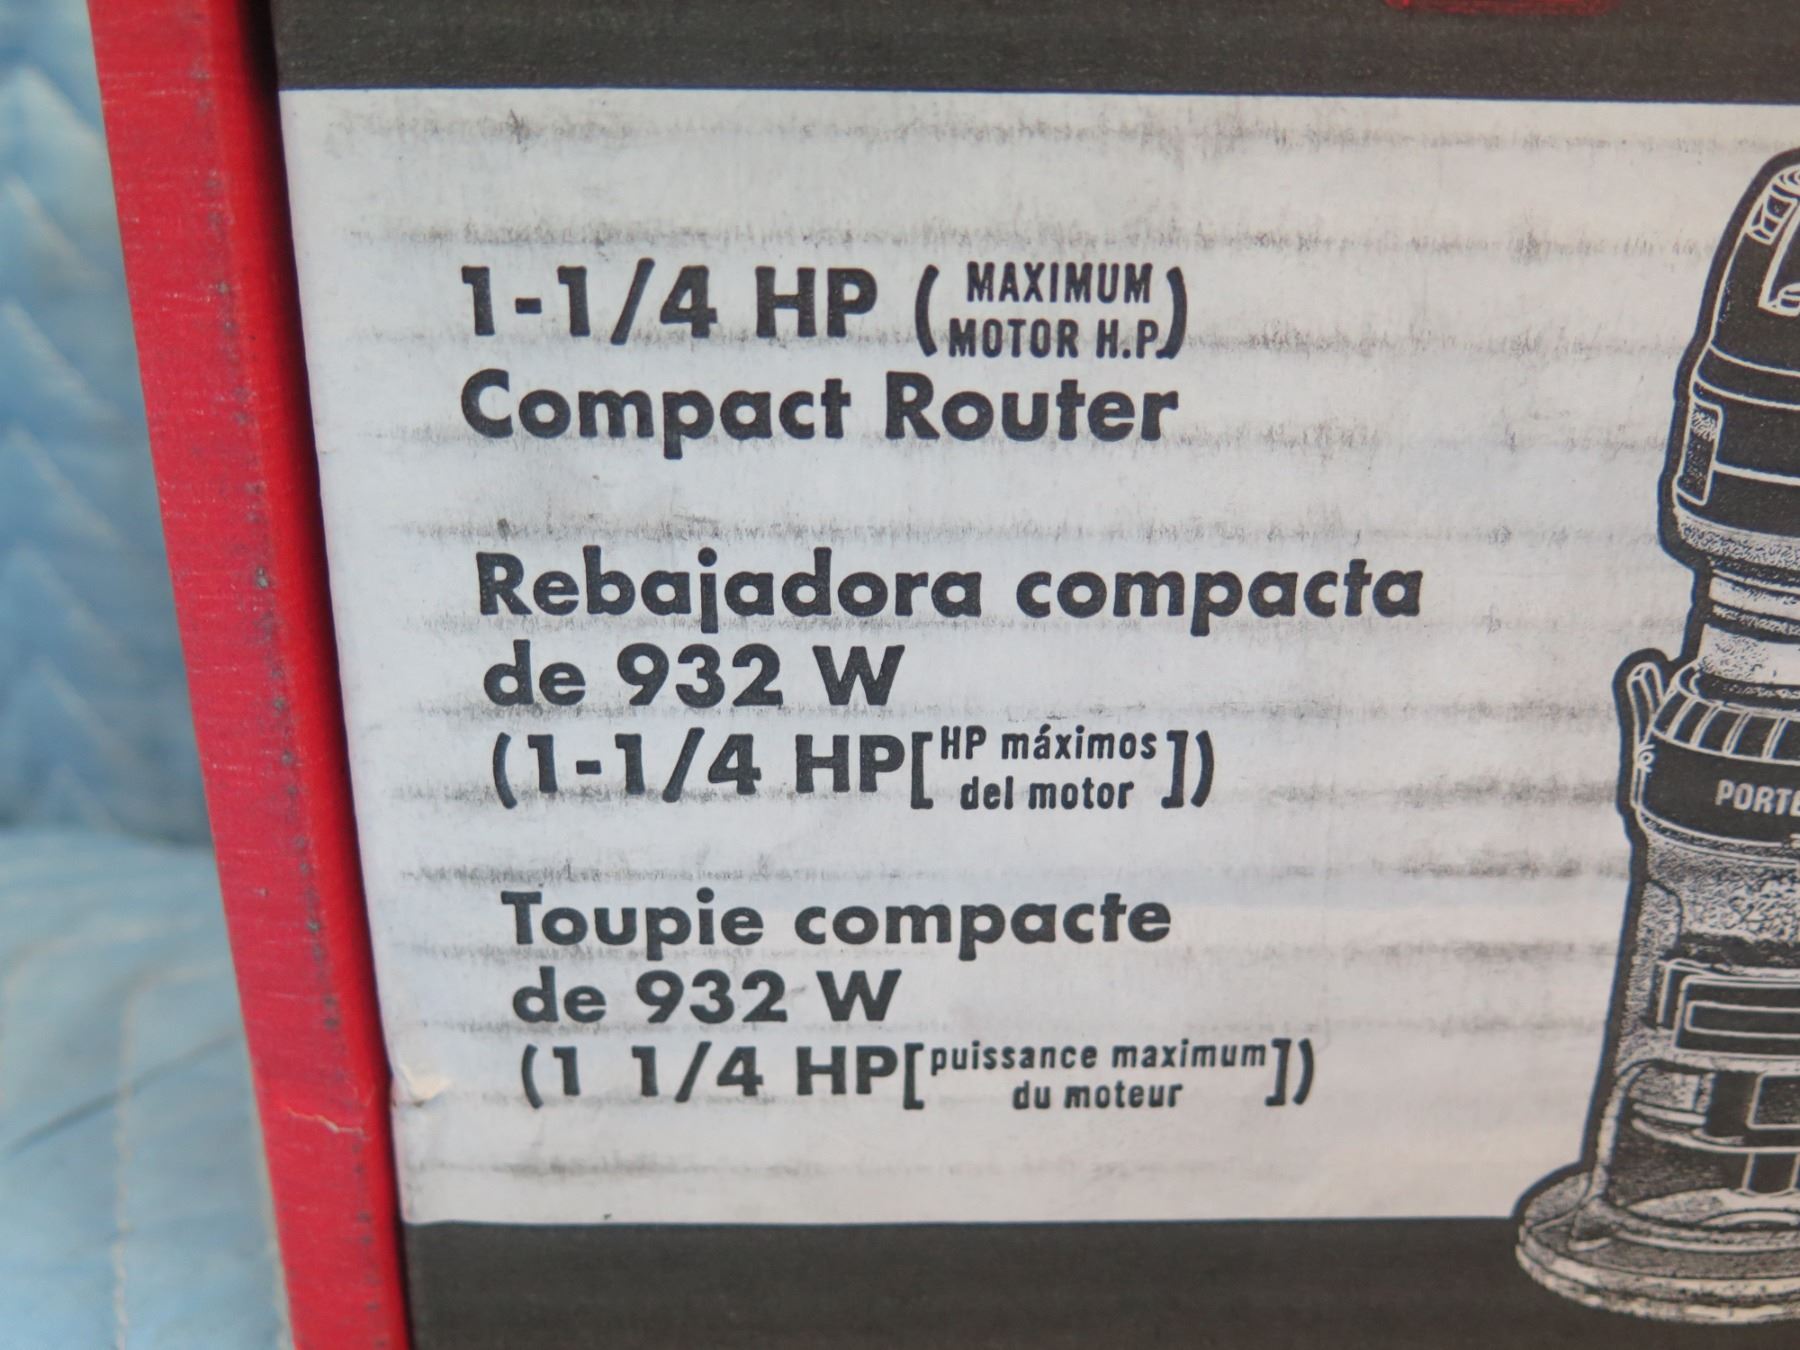 1-1/4 HP (MAXIMUM MOTOR H.P.)
Compact Router
Rebajadora compacta
de 932 W
(1-1/4 HP[HP máximos del motor])
Toupie compacte
de 932 W
(1 1/4 HP[puissance maximum du moteur])
PORTE